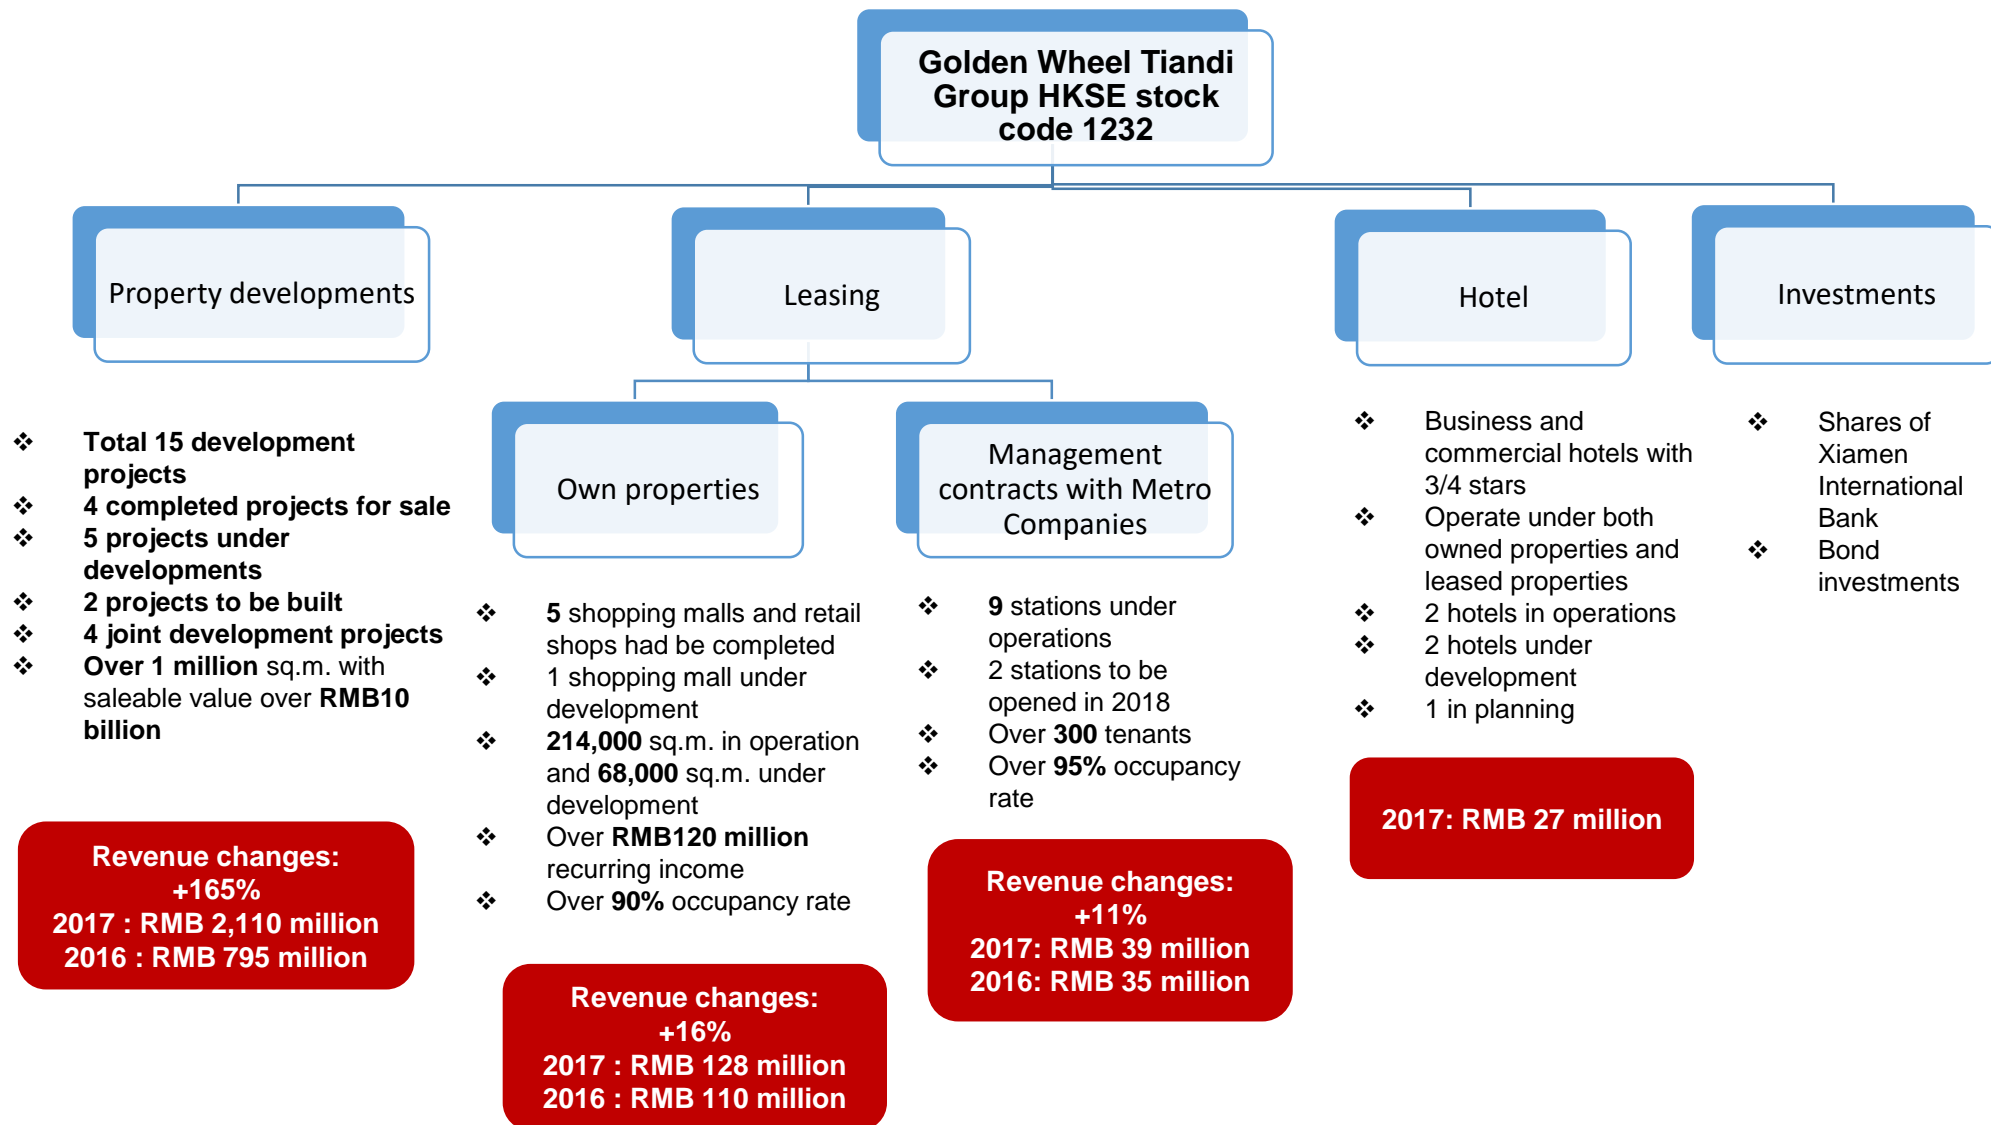 Golden Wheel Tiandi
Group HKSE stock
code 1232
Property developments
Leasing
Hotel
Investments
Own properties
Management
contracts with Metro
Companies
❖ Total 15 development
projects
❖ 4 completed projects for sale
❖ 5 projects under
developments
❖ 2 projects to be built
❖ 4 joint development projects
❖ Over 1 million sq.m. with
saleable value over RMB10
billion
Revenue changes:
+165%
2017 : RMB 2,110 million
2016 : RMB 795 million
❖ 5 shopping malls and retail
shops had be completed
❖ 1 shopping mall under
development
❖ 214,000 sq.m. in operation
and 68,000 sq.m. under
development
❖ Over RMB120 million
recurring income
❖ Over 90% occupancy rate
Revenue changes:
+16%
2017 : RMB 128 million
2016 : RMB 110 million
❖ 9 stations under
operations
❖ 2 stations to be
opened in 2018
❖ Over 300 tenants
❖ Over 95% occupancy
rate
Revenue changes:
+11%
2017: RMB 39 million
2016: RMB 35 million
❖ Business and
commercial hotels with
3/4 stars
❖ Operate under both
owned properties and
leased properties
❖ 2 hotels in operations
❖ 2 hotels under
development
❖ 1 in planning
2017: RMB 27 million
❖ Shares of
Xiamen
International
Bank
❖ Bond
investments